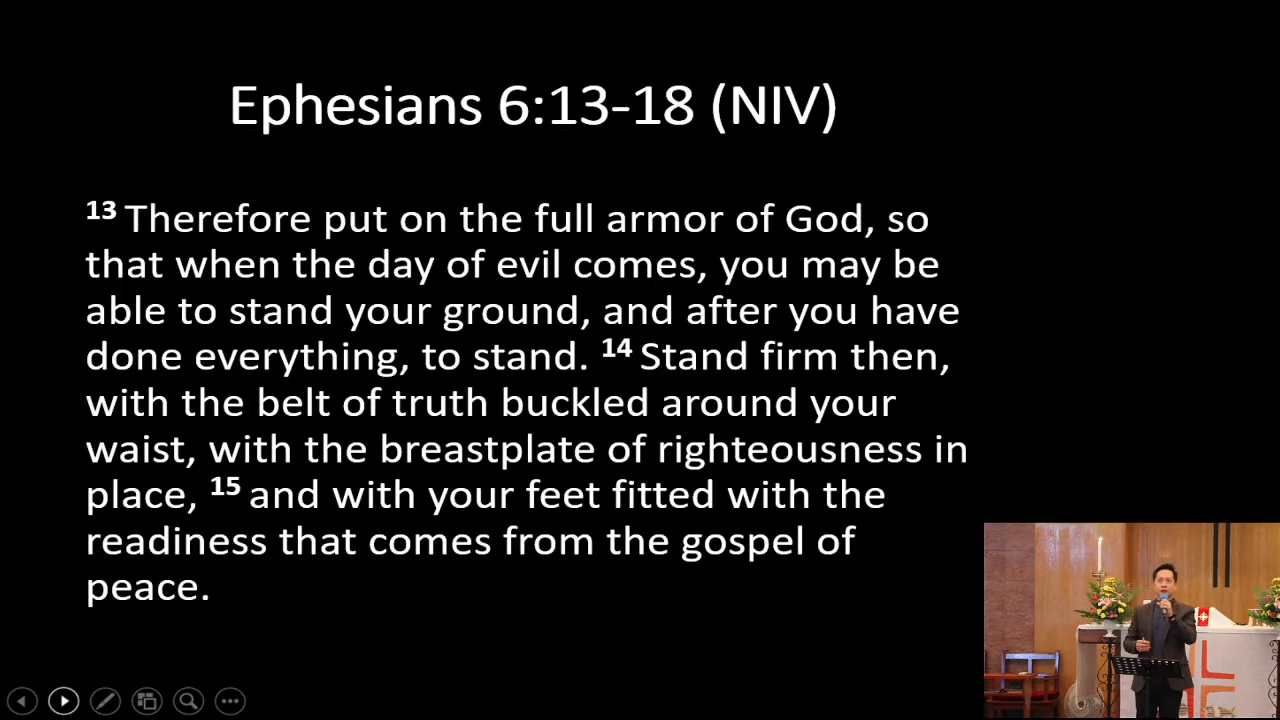 Ephesians 6:13-18 (NIV)
13 Therefore put on the full armor of God, so
that when the day of evil comes, you may be
able to stand your ground, and after you have
done everything, to stand. 14 Stand firm then,
with the belt of truth buckled around your
waist, with the breastplate of righteousness in
place, 15 and with your feet fitted with the
readiness that comes from the gospel of
peace.